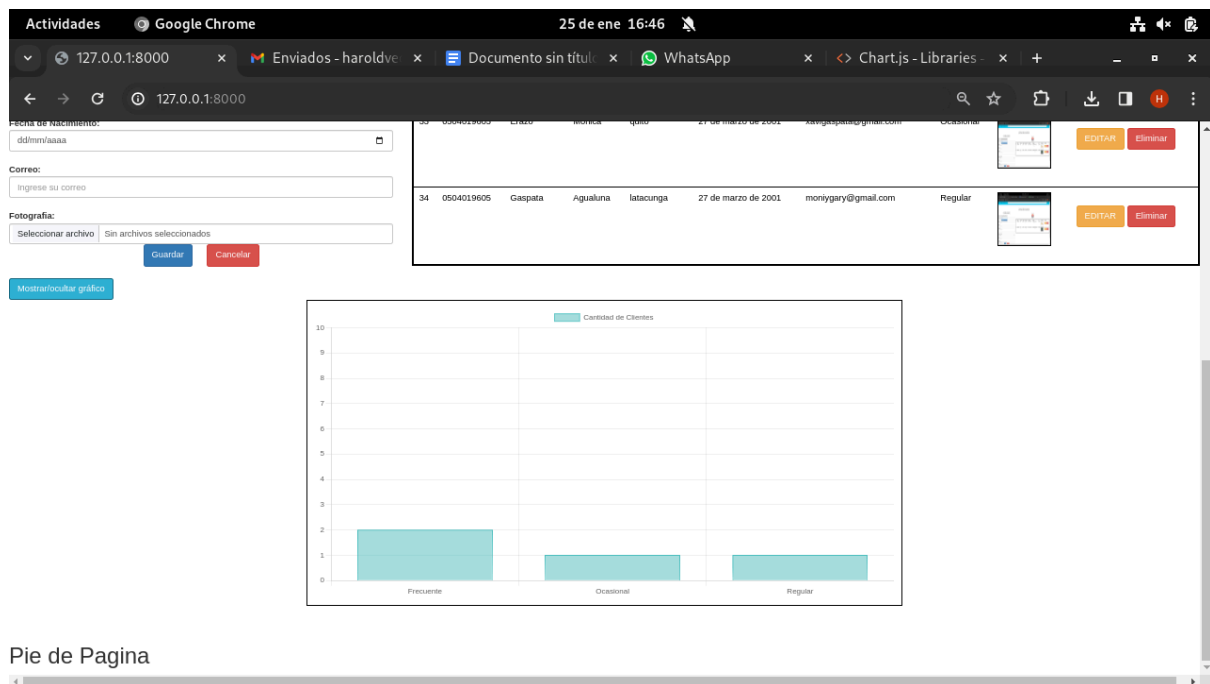 Actividades Google Chrome 25 de ene 16:46
127.0.0.1:8000 Enviados - haroldve Documento sin títul WhatsApp Chart.js - Libraries -
127.0.0.1:8000 H
Fecha de Nacimiento:
dd/mm/aaaa
Correo:
Ingrese su correo
Fotografia:
Seleccionar archivo Sin archivos seleccionados
Guardar Cancelar
33 0504019605 Erazo Monica quito 27 de marzo de 2001 xavigaspata@gmail.com Ocasional EDITAR Eliminar
34 0504019605 Gaspata Agualuna latacunga 27 de marzo de 2001 moniygary@gmail.com Regular EDITAR Eliminar
Mostrar/ocultar gráfico
Cantidad de Clientes
10
9
8
7
6
5
4
3
2
1
0
Frecuente Ocasional Regular
Pie de Pagina